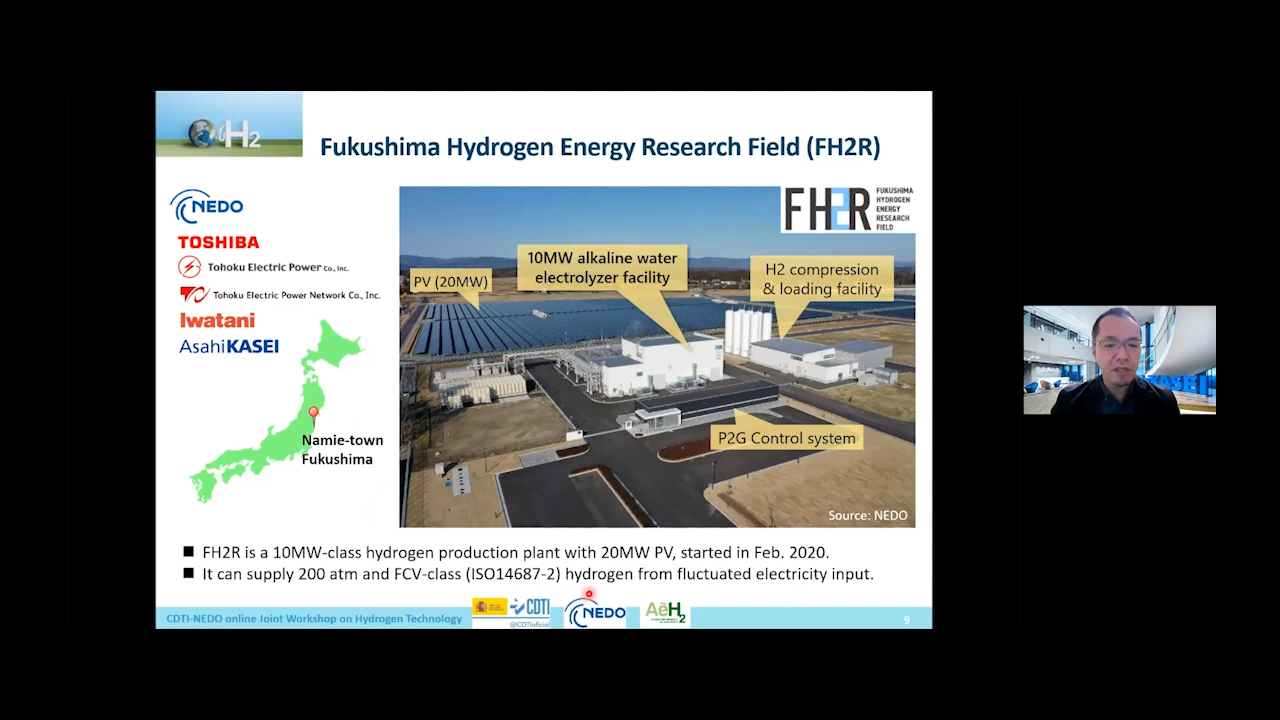 H2
Fukushima Hydrogen Energy Research Field (FH2R)
NEDO
TOSHIBA
Tohoku Electric Power Co., Inc.
Tohoku Electric Power Network Co., Inc.
Iwatani
AsahiKASEI
Namie-town
Fukushima
FH2R
FUKUSHIMA
HYDROGEN
ENERGY
RESEARCH
FIELD
PV (20MW)
10MW alkaline water
electrolyzer facility
H2 compression
& loading facility
P2G Control system
Source: NEDO
KASEI
■ FH2R is a 10MW-class hydrogen production plant with 20MW PV, started in Feb. 2020.
■ It can supply 200 atm and FCV-class (ISO14687-2) hydrogen from fluctuated electricity input.
CDTI-NEDO online Joint Workshop on Hydrogen Technology
CDTI
@CDTIoficial
NEDO
AeH2
9